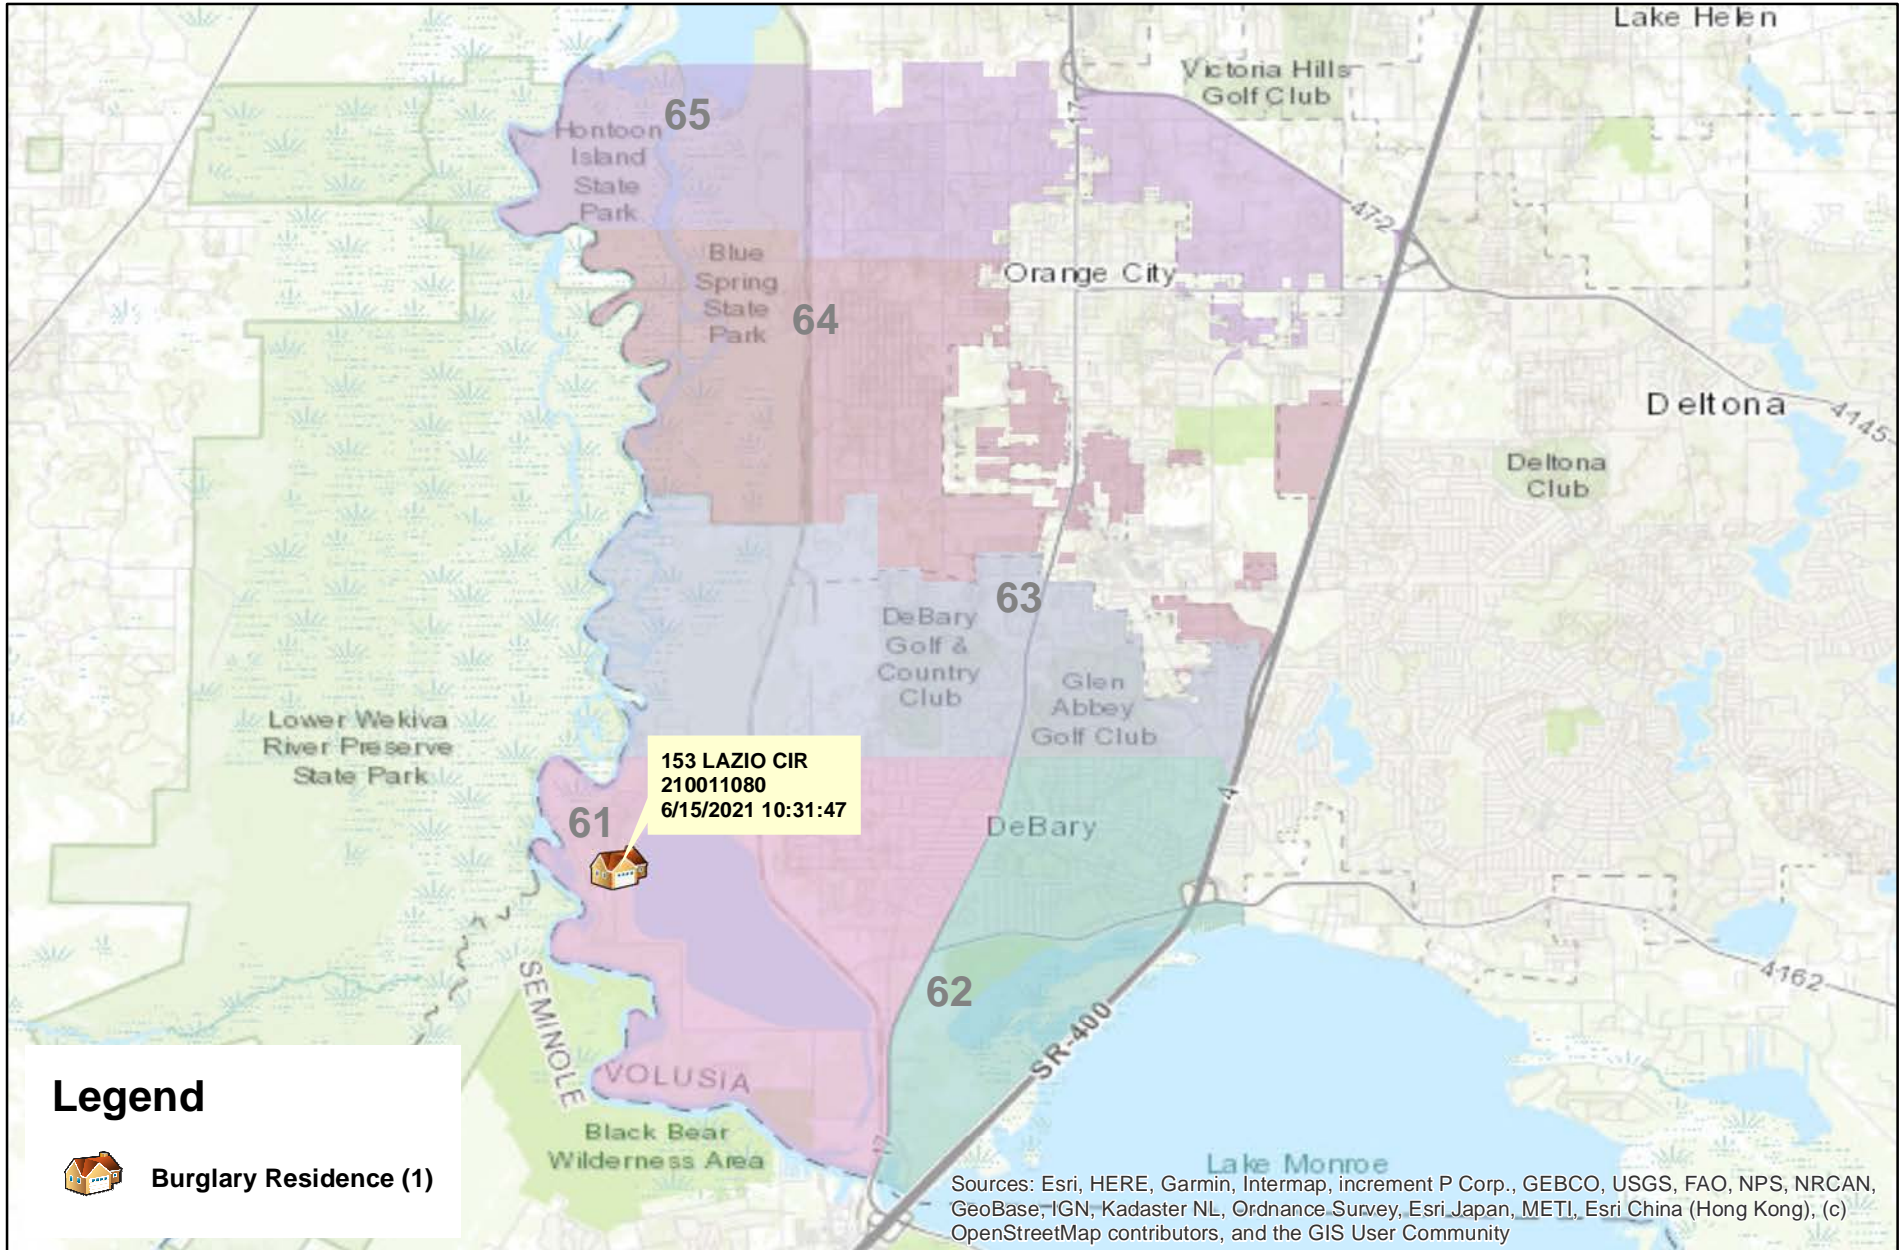 Lake Helen
Victoria Hills
Golf Club
17
65
Hontoon
Island
State
Park
472
Blue
Spring
State
Park
Orange City
64
Deltona
4145
Deltona
Club
63
DeBary
Golf &
Country
Club
Glen
Abbey
Golf Club
Lower Wekiva
River Preserve
State Park
153 LAZIO CIR
210011080
6/15/2021 10:31:47
61
4
DeBary
62
4162
SR-400
SEMINOLE
VOLUSIA
17
Black Bear
Wilderness Area
Lake Monroe
Legend
Burglary Residence (1)
Sources: Esri, HERE, Garmin, Intermap, increment P Corp., GEBCO, USGS, FAO, NPS, NRCAN,
GeoBase, IGN, Kadaster NL, Ordnance Survey, Esri Japan, METI, Esri China (Hong Kong), (c)
OpenStreetMap contributors, and the GIS User Community